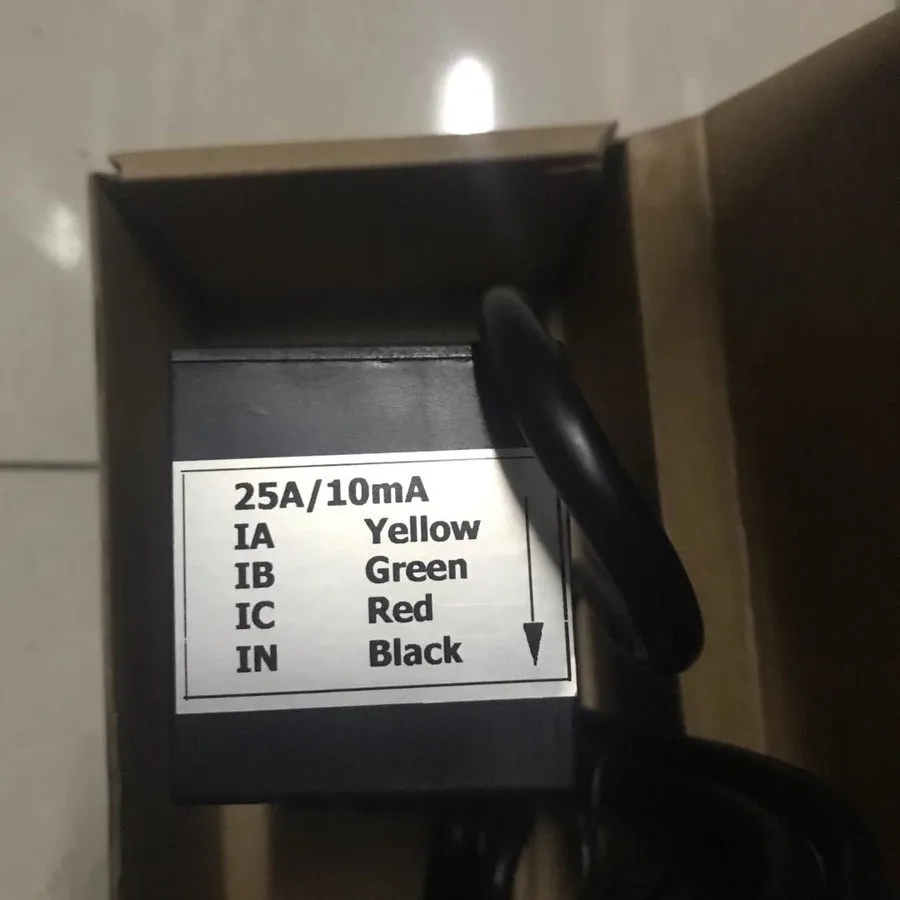 25A/10mA
IA Yellow
IB Green
IC Red
IN Black